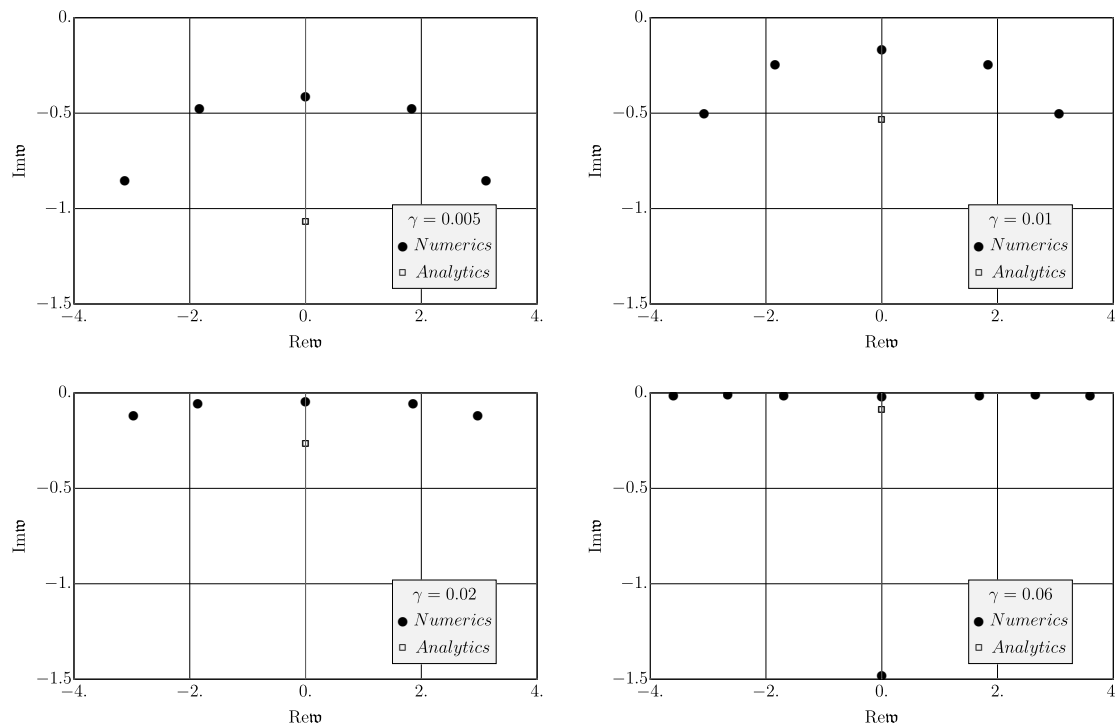 0.
−0.5
−1.
−1.5
Im𝔴
−4. −2. 0. 2. 4.
Re𝔴
γ = 0.005
Numerics
Analytics
0.
−0.5
−1.
−1.5
Im𝔴
−4. −2. 0. 2. 4
Re𝔴
γ = 0.01
Numerics
Analytics
0.
−0.5
−1.
−1.5
Im𝔴
−4. −2. 0. 2. 4.
Re𝔴
γ = 0.02
Numerics
Analytics
0.
−0.5
−1.
−1.5
Im𝔴
−4. −2. 0. 2. 4
Re𝔴
γ = 0.06
Numerics
Analytics